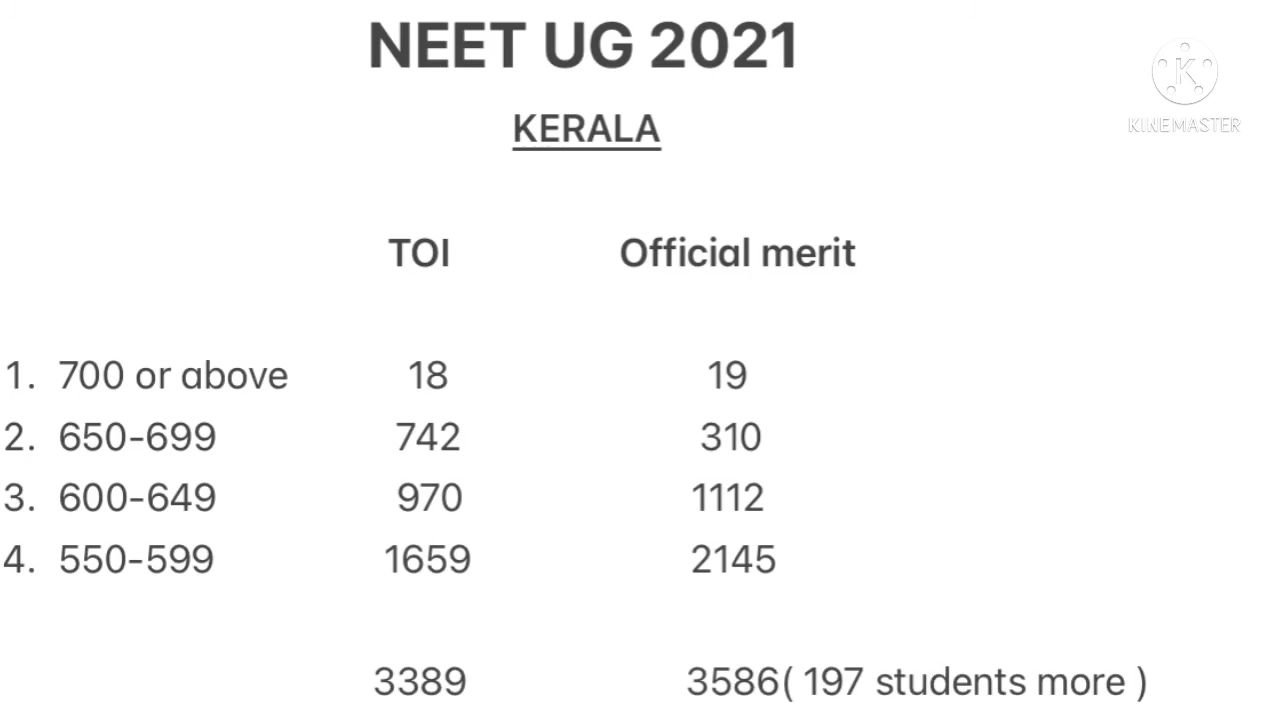 NEET UG 2021
KINEMASTER
KERALA
TOI Official merit
1. 700 or above 18 19
2. 650-699 742 310
3. 600-649 970 1112
4. 550-599 1659 2145
3389 3586( 197 students more )